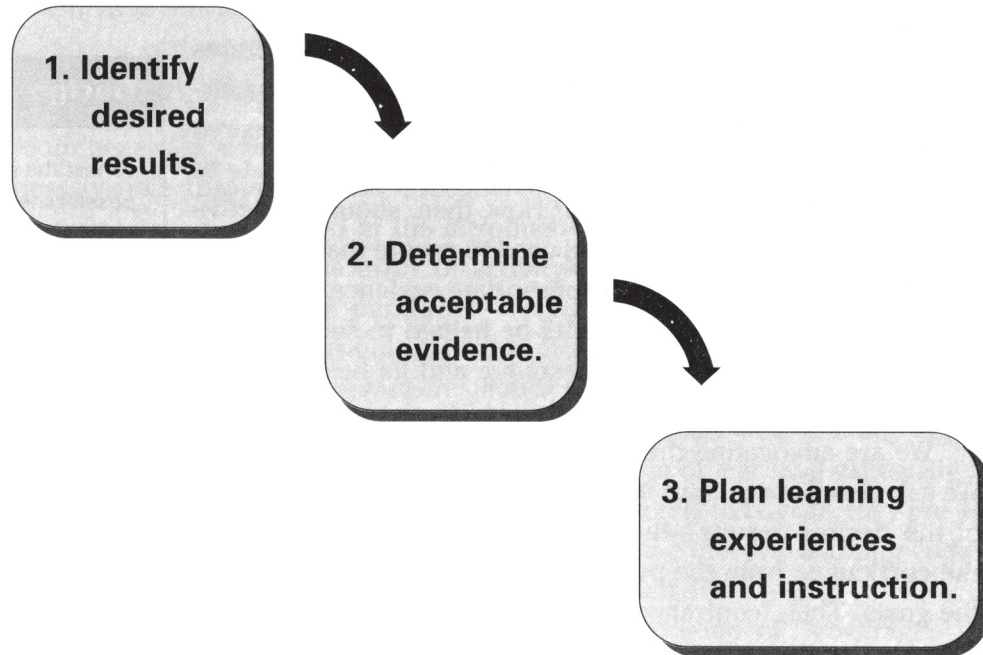 1. Identify
desired
results.
2. Determine
acceptable
evidence.
3. Plan learning
experiences
and instruction.